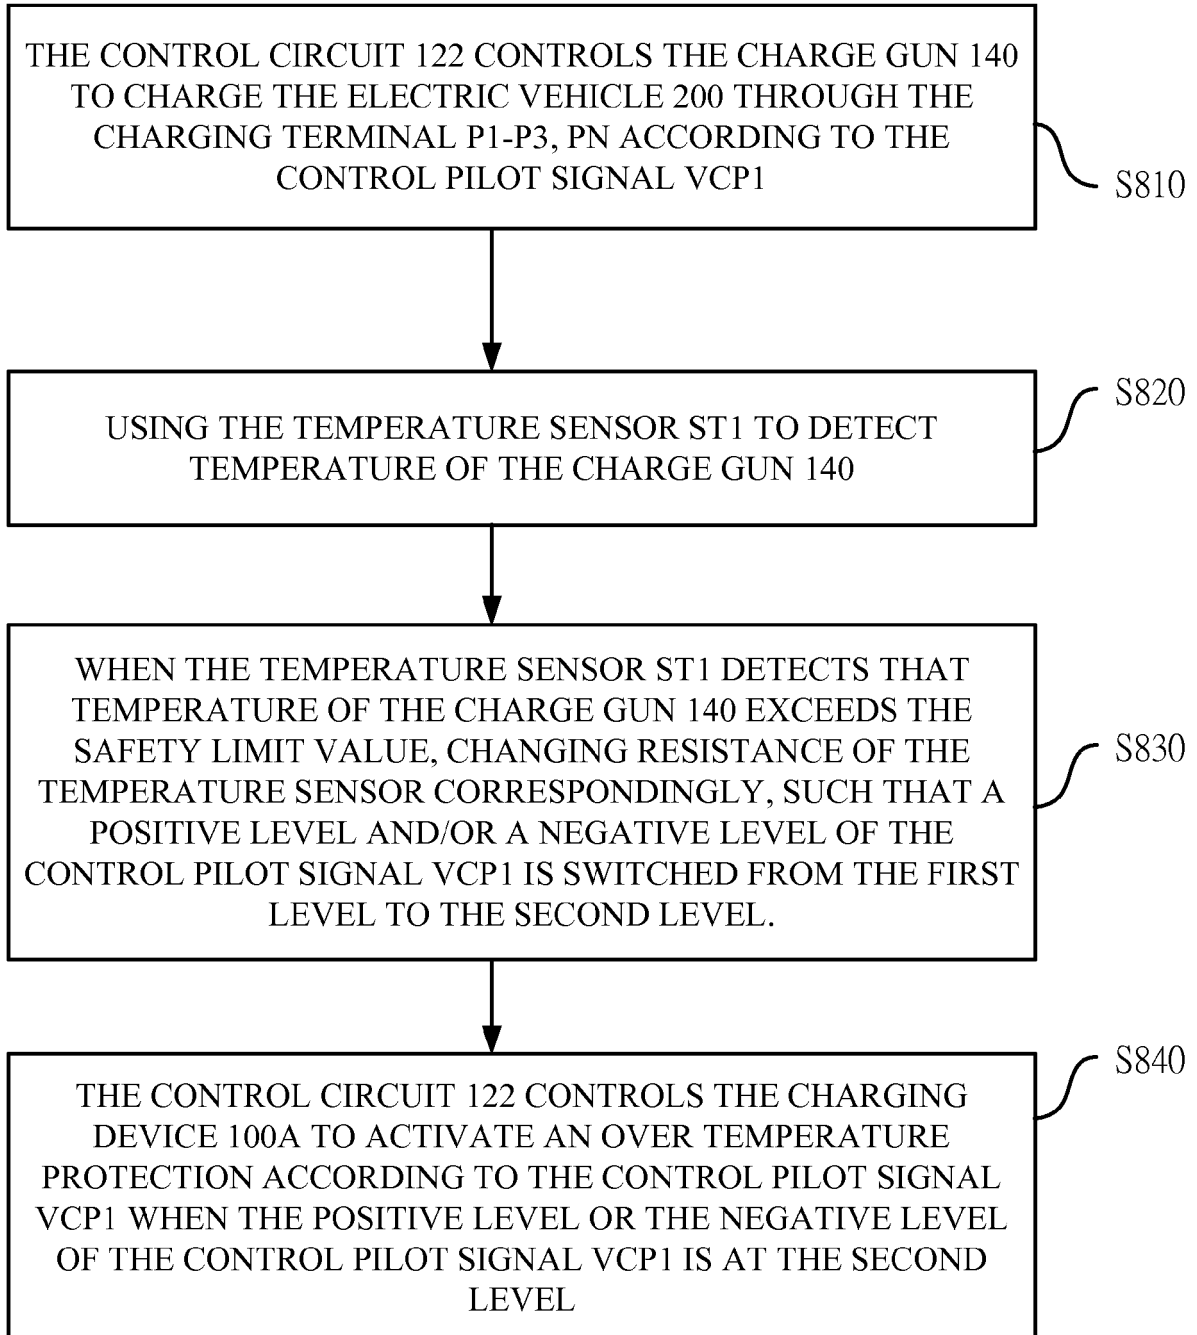 THE CONTROL CIRCUIT 122 CONTROLS THE CHARGE GUN 140
TO CHARGE THE ELECTRIC VEHICLE 200 THROUGH THE
CHARGING TERMINAL P1-P3, PN ACCORDING TO THE
CONTROL PILOT SIGNAL VCP1
S810
USING THE TEMPERATURE SENSOR ST1 TO DETECT
TEMPERATURE OF THE CHARGE GUN 140
S820
WHEN THE TEMPERATURE SENSOR ST1 DETECTS THAT
TEMPERATURE OF THE CHARGE GUN 140 EXCEEDS THE
SAFETY LIMIT VALUE, CHANGING RESISTANCE OF THE
TEMPERATURE SENSOR CORRESPONDINGLY, SUCH THAT A
POSITIVE LEVEL AND/OR A NEGATIVE LEVEL OF THE
CONTROL PILOT SIGNAL VCP1 IS SWITCHED FROM THE FIRST
LEVEL TO THE SECOND LEVEL.
S830
THE CONTROL CIRCUIT 122 CONTROLS THE CHARGING
DEVICE 100A TO ACTIVATE AN OVER TEMPERATURE
PROTECTION ACCORDING TO THE CONTROL PILOT SIGNAL
VCP1 WHEN THE POSITIVE LEVEL OR THE NEGATIVE LEVEL
OF THE CONTROL PILOT SIGNAL VCP1 IS AT THE SECOND
LEVEL
S840